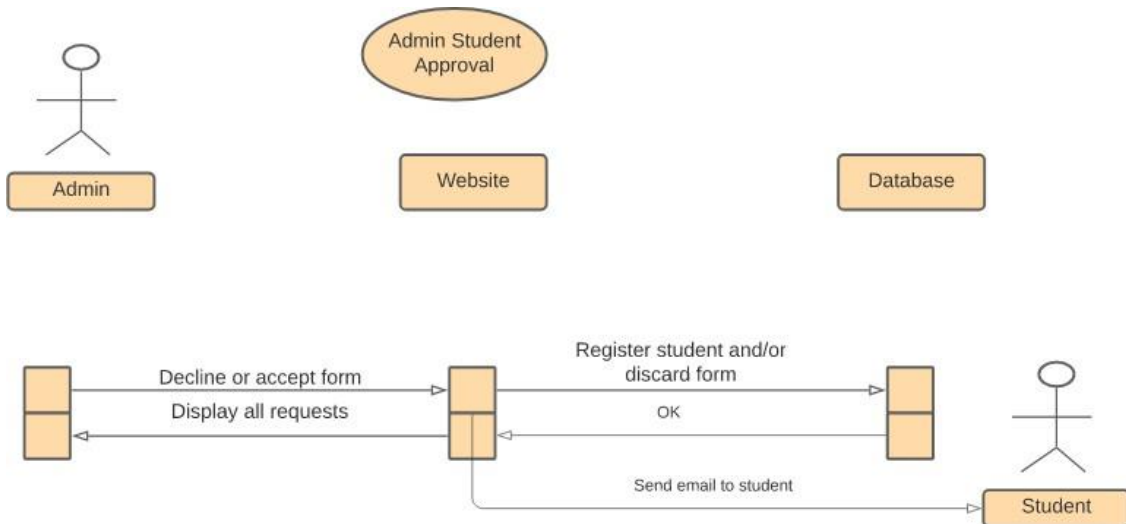 Admin Student
Approval
Admin
Website
Database
Decline or accept form
Register student and/or
discard form
Display all requests
OK
Send email to student
Student